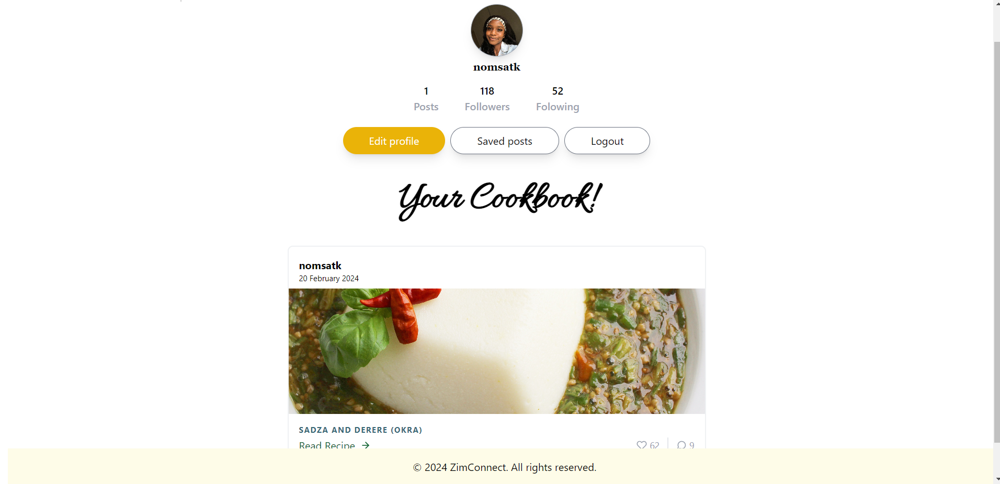 nomsatk
1 118 52
Posts Followers Folowing
Edit profile Saved posts Logout
Your Cookbook!
nomsatk
20 February 2024
SADZA AND DERERE (OKRA)
Read Recipe → 62 9
© 2024 ZimConnect. All rights reserved.